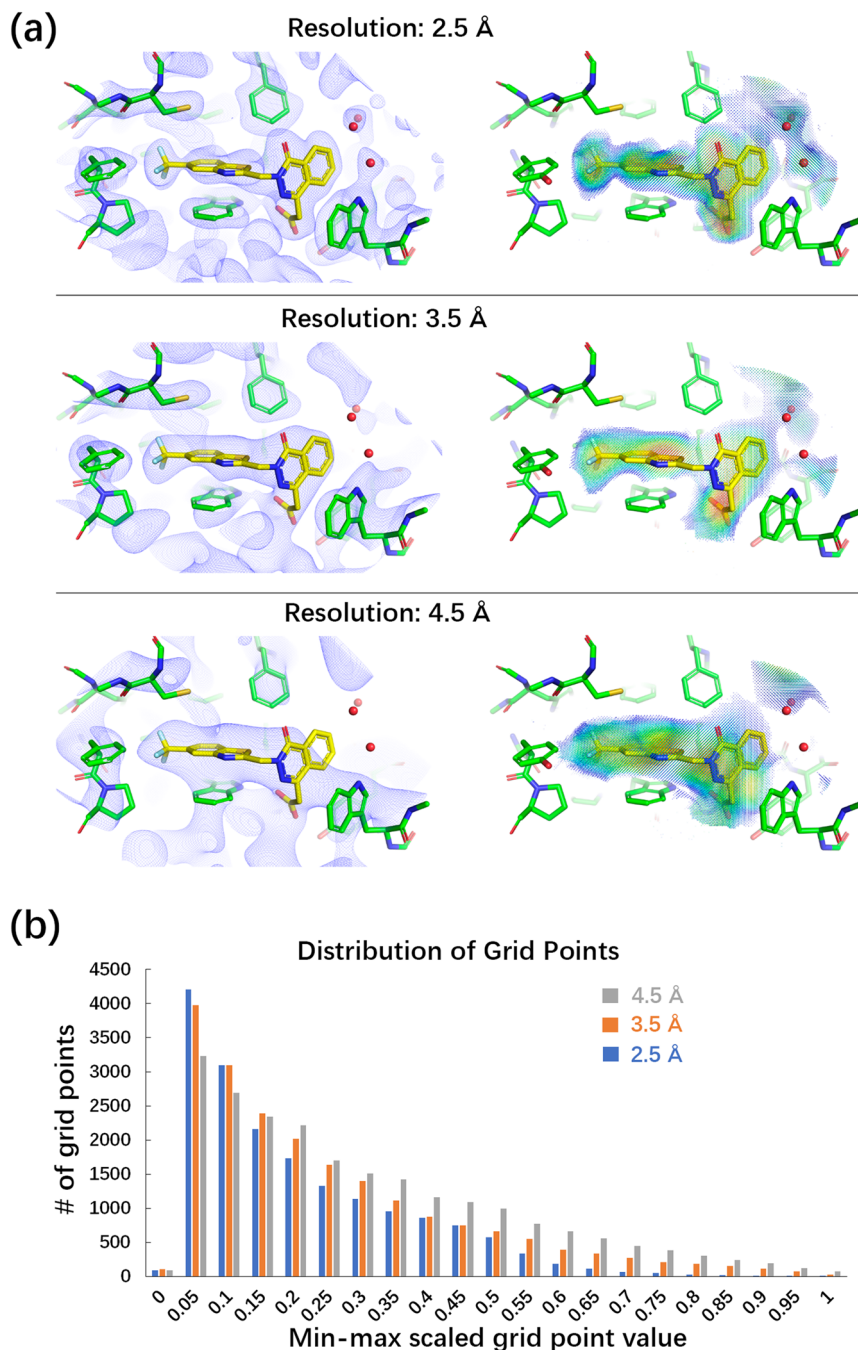 (a)
Resolution: 2.5 Å
Resolution: 3.5 Å
Resolution: 4.5 Å
(b)
Distribution of Grid Points
4500
4000
3500
3000
2500
2000
1500
1000
500
0
# of grid points
4.5 Å
3.5 Å
2.5 Å
0 0.05 0.1 0.15 0.2 0.25 0.3 0.35 0.4 0.45 0.5 0.55 0.6 0.65 0.7 0.75 0.8 0.85 0.9 0.95 1
Min-max scaled grid point value